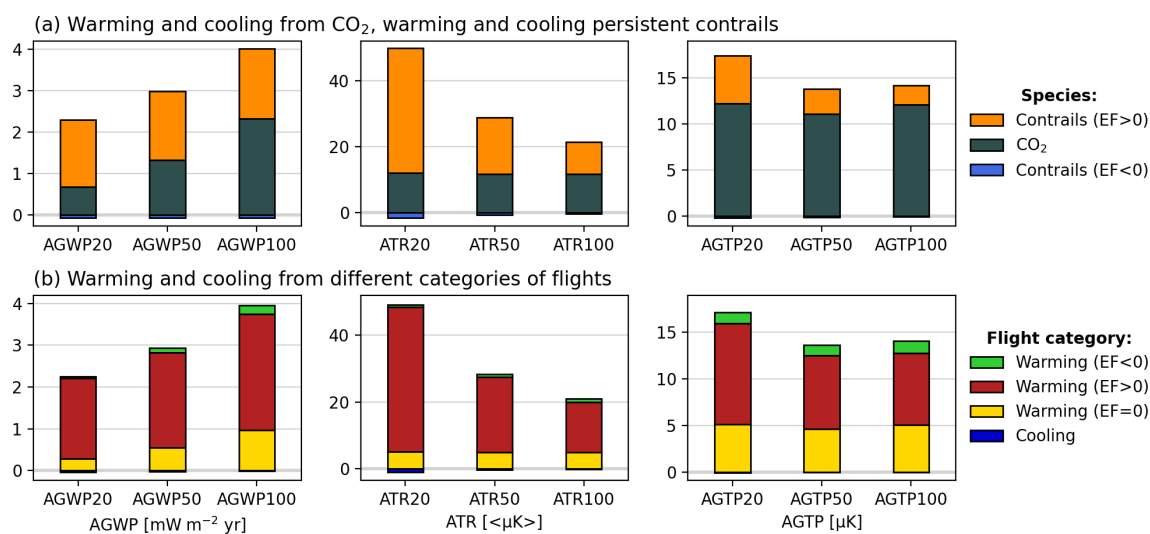 (a) Warming and cooling from CO₂, warming and cooling persistent contrails
4
3
2
1
0
AGWP20 AGWP50 AGWP100
40
20
0
ATR20 ATR50 ATR100
15
10
5
0
AGTP20 AGTP50 AGTP100
Species:
Contrails (EF>0)
CO₂
Contrails (EF<0)
(b) Warming and cooling from different categories of flights
4
3
2
1
0
AGWP20 AGWP50 AGWP100
AGWP [mW m⁻² yr]
40
20
0
ATR20 ATR50 ATR100
ATR [<µK>]
15
10
5
0
AGTP20 AGTP50 AGTP100
AGTP [µK]
Flight category:
Warming (EF<0)
Warming (EF>0)
Warming (EF=0)
Cooling